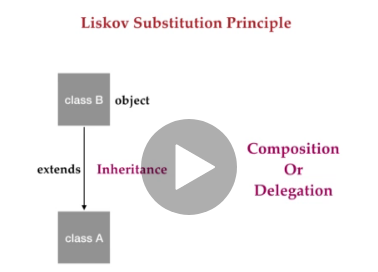 Liskov Substitution Principle
class B object
extends Inheritance
Composition
Or
Delegation
class A